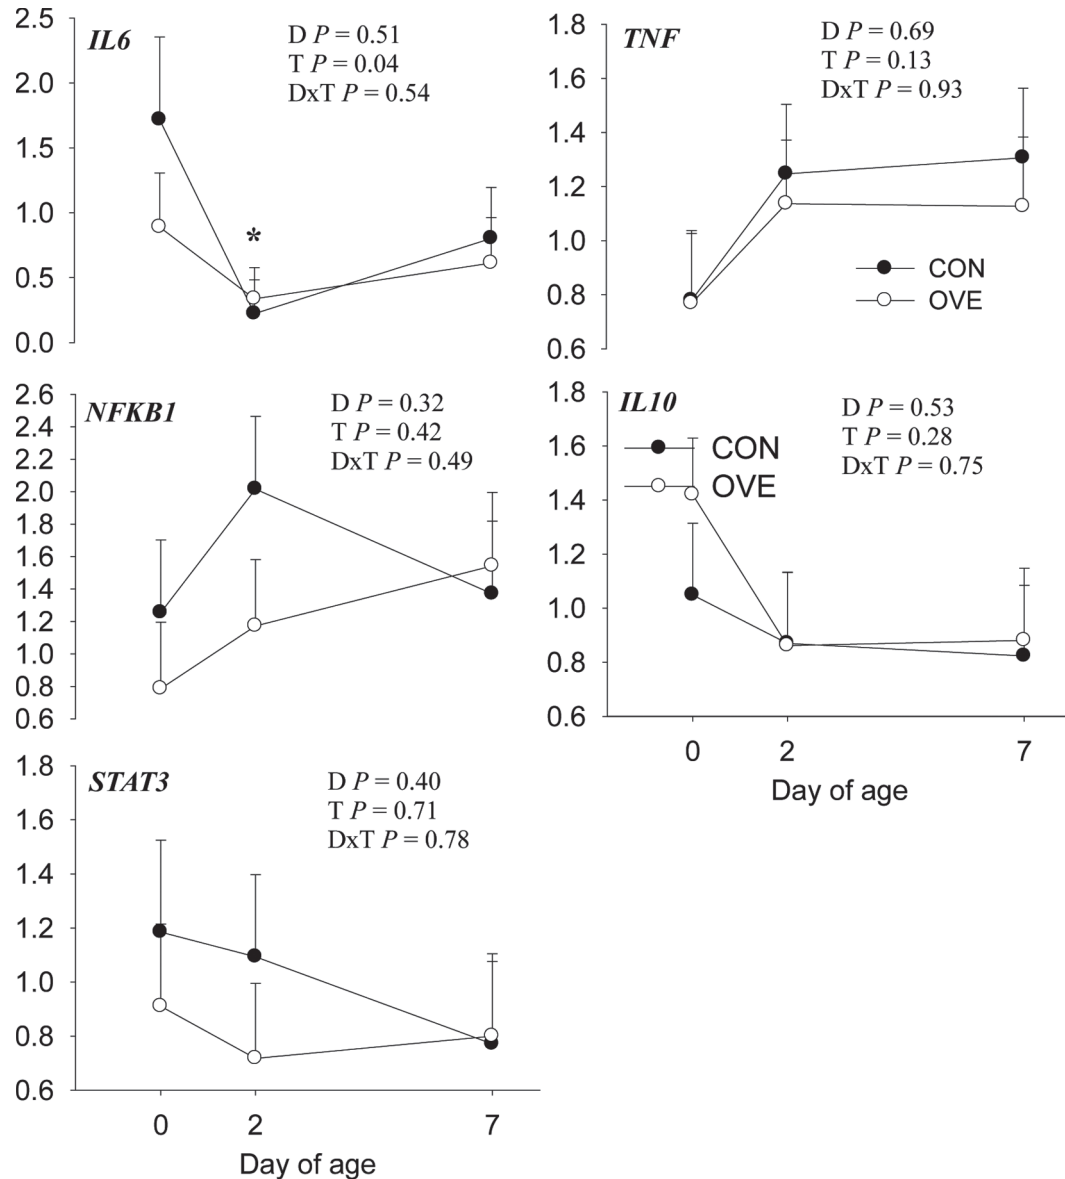 IL6
D P = 0.51
T P = 0.04
DxT P = 0.54
2.5
2.0
1.5
1.0
0.5
0.0
*
TNF
D P = 0.69
T P = 0.13
DxT P = 0.93
1.8
1.6
1.4
1.2
1.0
0.8
0.6
CON
OVE
NFKB1
D P = 0.32
T P = 0.42
DxT P = 0.49
2.6
2.4
2.2
2.0
1.8
1.6
1.4
1.2
1.0
0.8
0.6
IL10
D P = 0.53
T P = 0.28
DxT P = 0.75
CON
OVE
1.8
1.6
1.4
1.2
1.0
0.8
0.6
0 2 7
Day of age
STAT3
D P = 0.40
T P = 0.71
DxT P = 0.78
1.8
1.6
1.4
1.2
1.0
0.8
0.6
0 2 7
Day of age